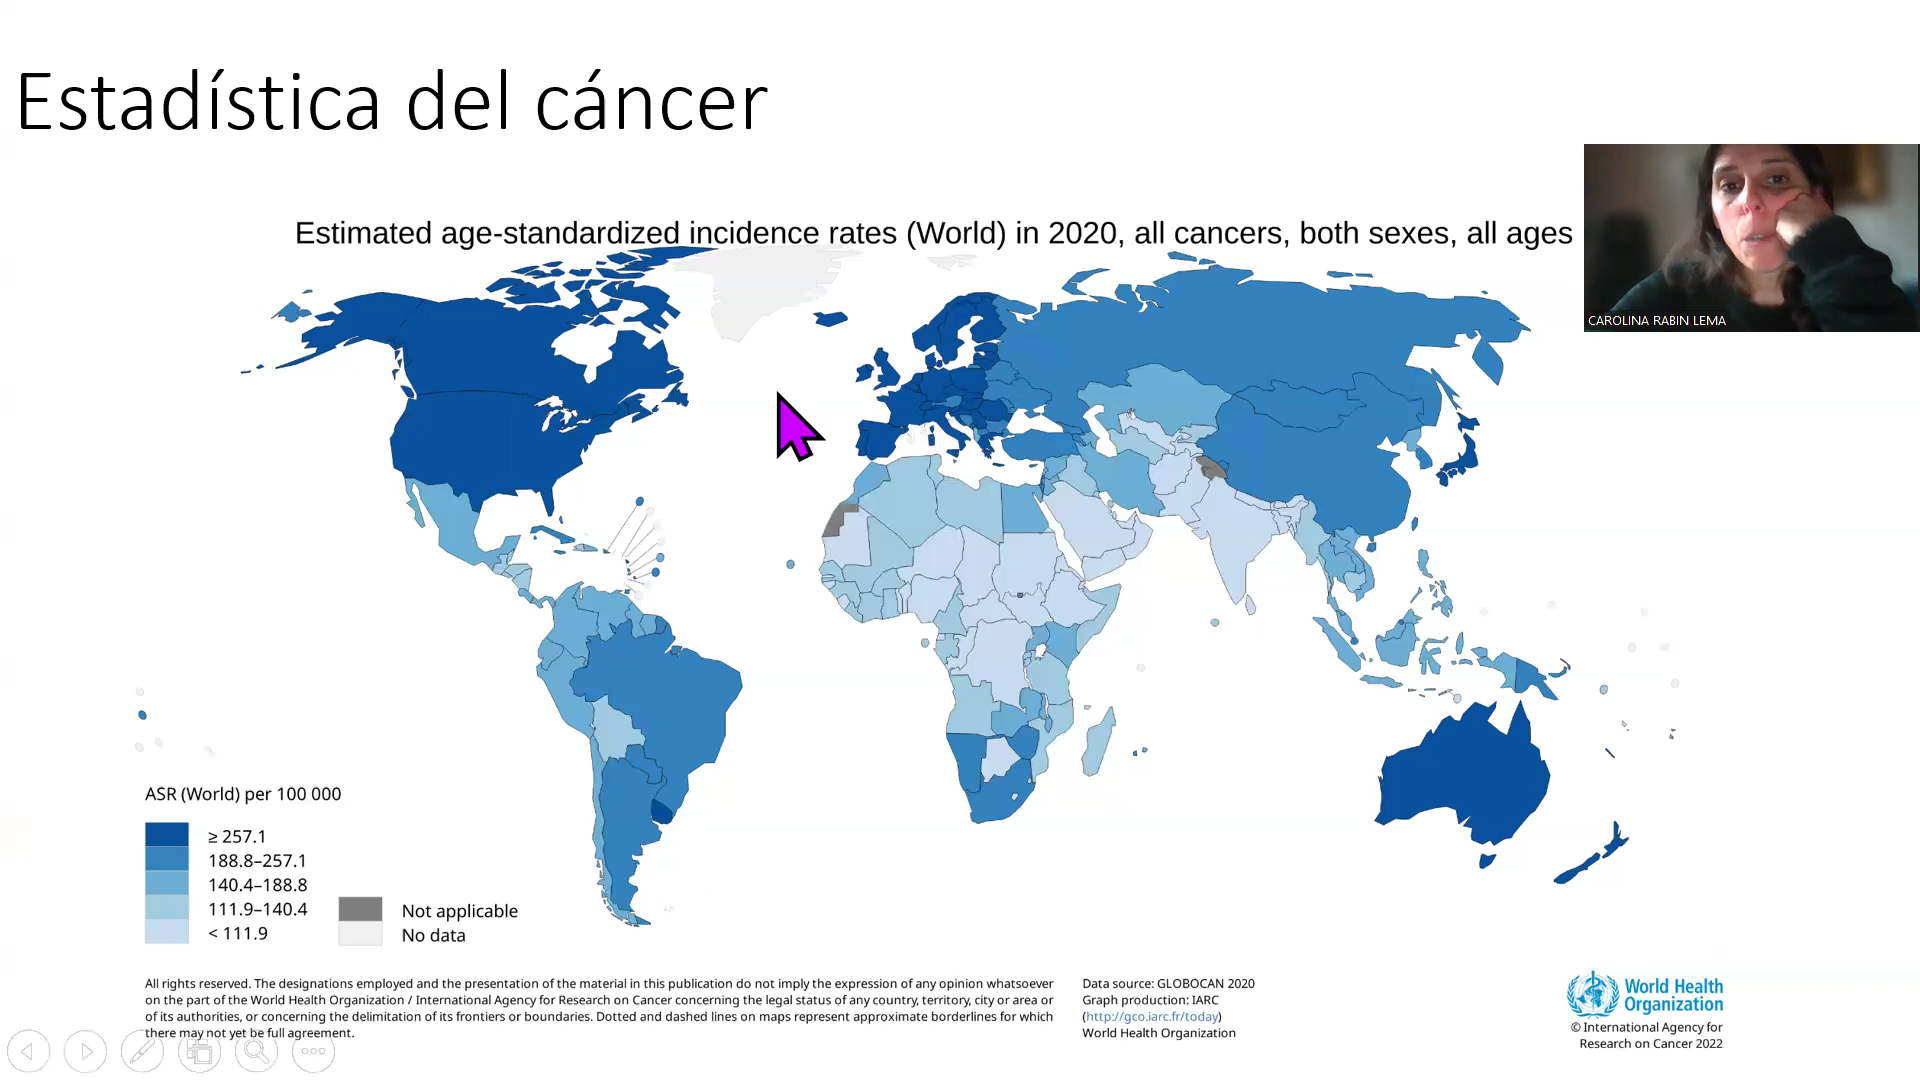 Estadística del cáncer
Estimated age-standardized incidence rates (World) in 2020, all cancers, both sexes, all ages
CAROLINA RABIN LEMA
ASR (World) per 100 000
≥ 257.1
188.8–257.1
140.4–188.8
111.9–140.4
< 111.9
Not applicable
No data
All rights reserved. The designations employed and the presentation of the material in this publication do not imply the expression of any opinion whatsoever
on the part of the World Health Organization / International Agency for Research on Cancer concerning the legal status of any country, territory, city or area or
of its authorities, or concerning the delimitation of its frontiers or boundaries. Dotted and dashed lines on maps represent approximate borderlines for which
there may not yet be full agreement.
Data source: GLOBOCAN 2020
Graph production: IARC
(http://gco.iarc.fr/today)
World Health Organization
World Health
Organization
© International Agency for
Research on Cancer 2022